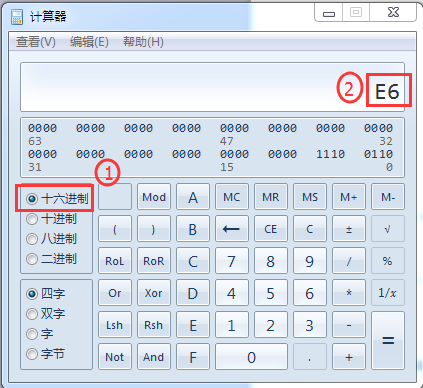 计算器
查看(V) 编辑(E) 帮助(H)
② E6
0000 0000 0000 0000 0000 0000 0000 0000
63 47 32
0000 0000 0000 0000 0000 0000 1110 0110
31 15 0
①
十六进制 Mod A MC MR MS M+ M-
十进制
八进制 ( ) B ← CE C ± √
二进制 RoL RoR C 7 8 9 / %
四字 Or Xor D 4 5 6 * 1/x
双字
字 Lsh Rsh E 1 2 3 - =
字节 Not And F 0 . +